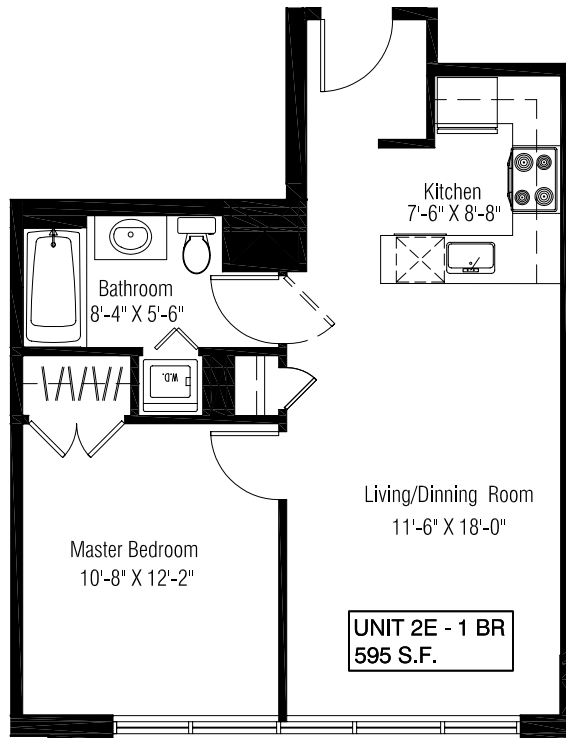 Kitchen
7'-6" X 8'-8"
Bathroom
8'-4" X 5'-6"
W.D.
Living/Dinning Room
11'-6" X 18'-0"
Master Bedroom
10'-8" X 12'-2"
UNIT 2E - 1 BR
595 S.F.